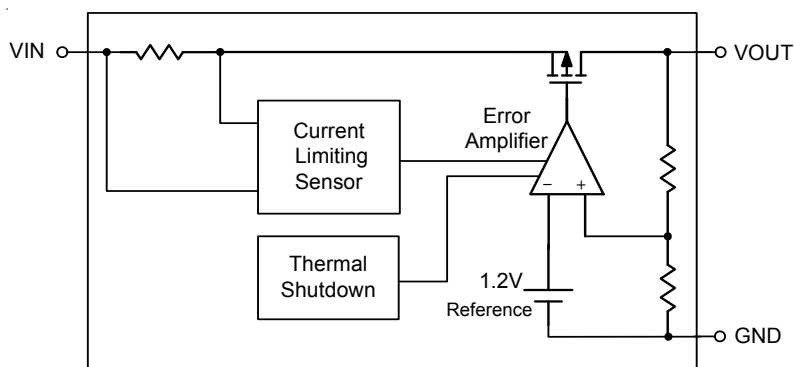 VIN
VOUT
Current
Limiting
Sensor
Error
Amplifier
− +
Thermal
Shutdown
1.2V
Reference
GND